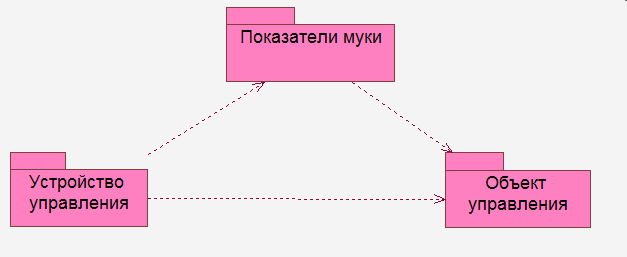 Показатели муки
Устройство
управления
Объект
управления